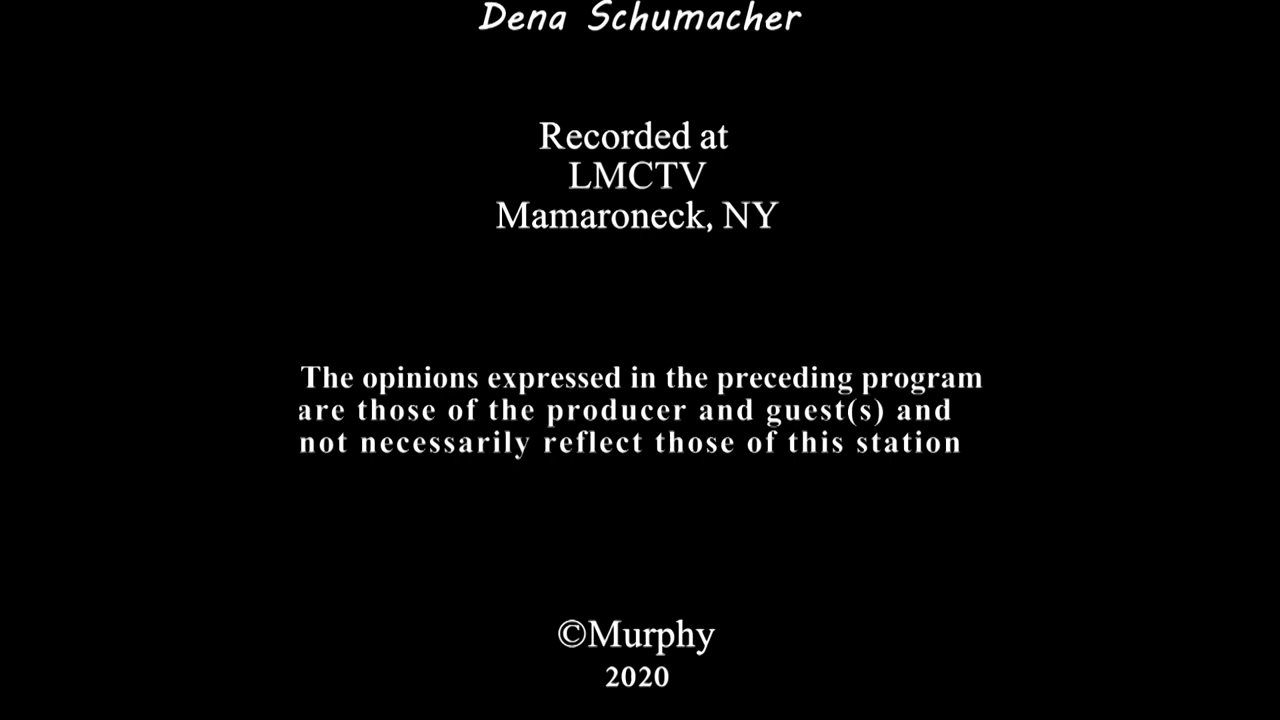 Dena Schumacher
Recorded at
LMCTV
Mamaroneck, NY
The opinions expressed in the preceding program
are those of the producer and guest(s) and
not necessarily reflect those of this station
©Murphy
2020